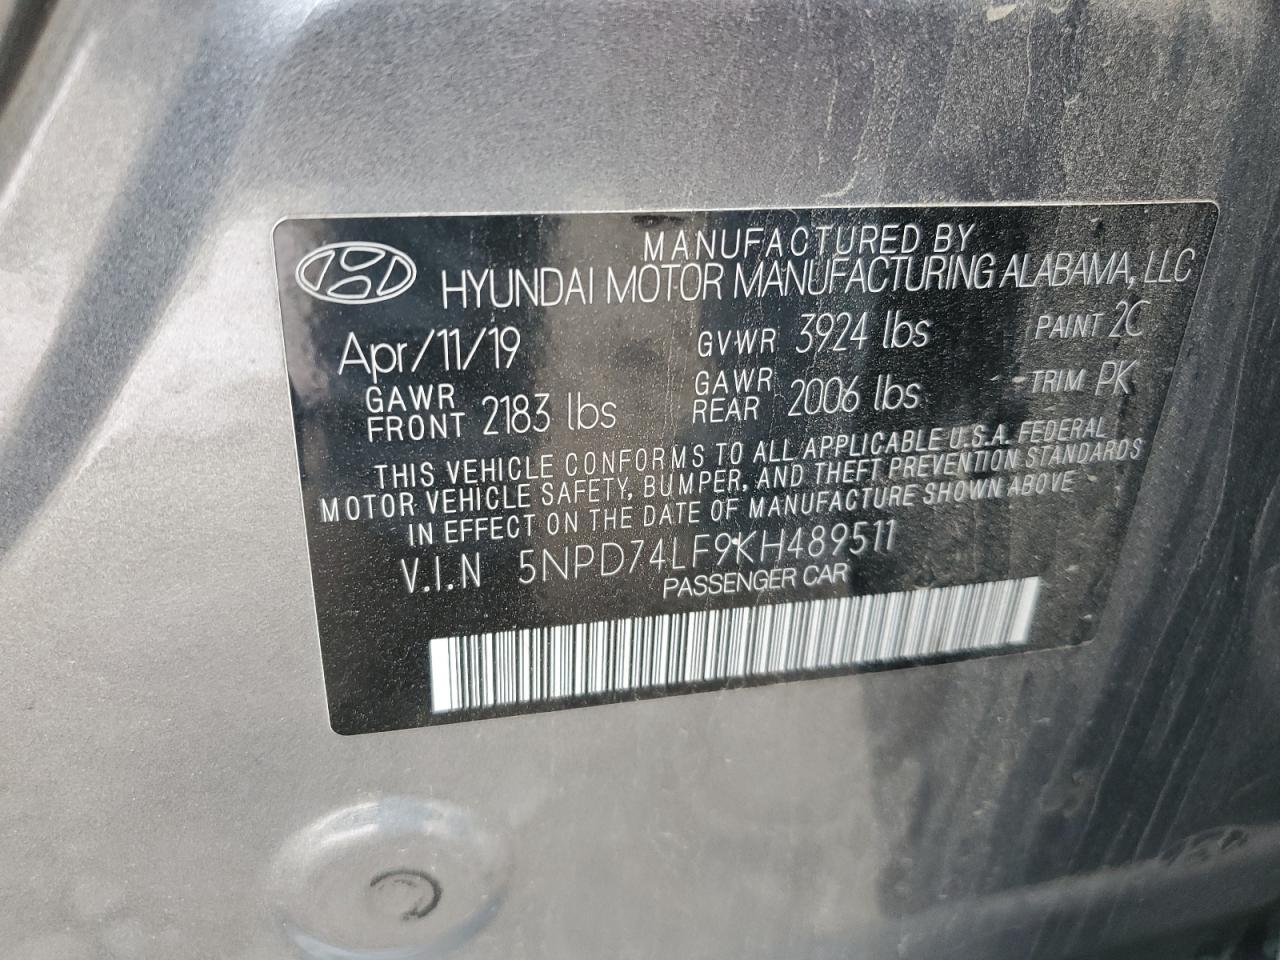 MANUFACTURED BY
HYUNDAI MOTOR MANUFACTURING ALABAMA, LLC
Apr/11/19 GVWR 3924 lbs PAINT 2C
GAWR FRONT 2183 lbs GAWR REAR 2006 lbs TRIM PK
THIS VEHICLE CONFORMS TO ALL APPLICABLE U.S.A. FEDERAL
MOTOR VEHICLE SAFETY, BUMPER, AND THEFT PREVENTION STANDARDS
IN EFFECT ON THE DATE OF MANUFACTURE SHOWN ABOVE
V.I.N 5NPD74LF9KH489511
PASSENGER CAR